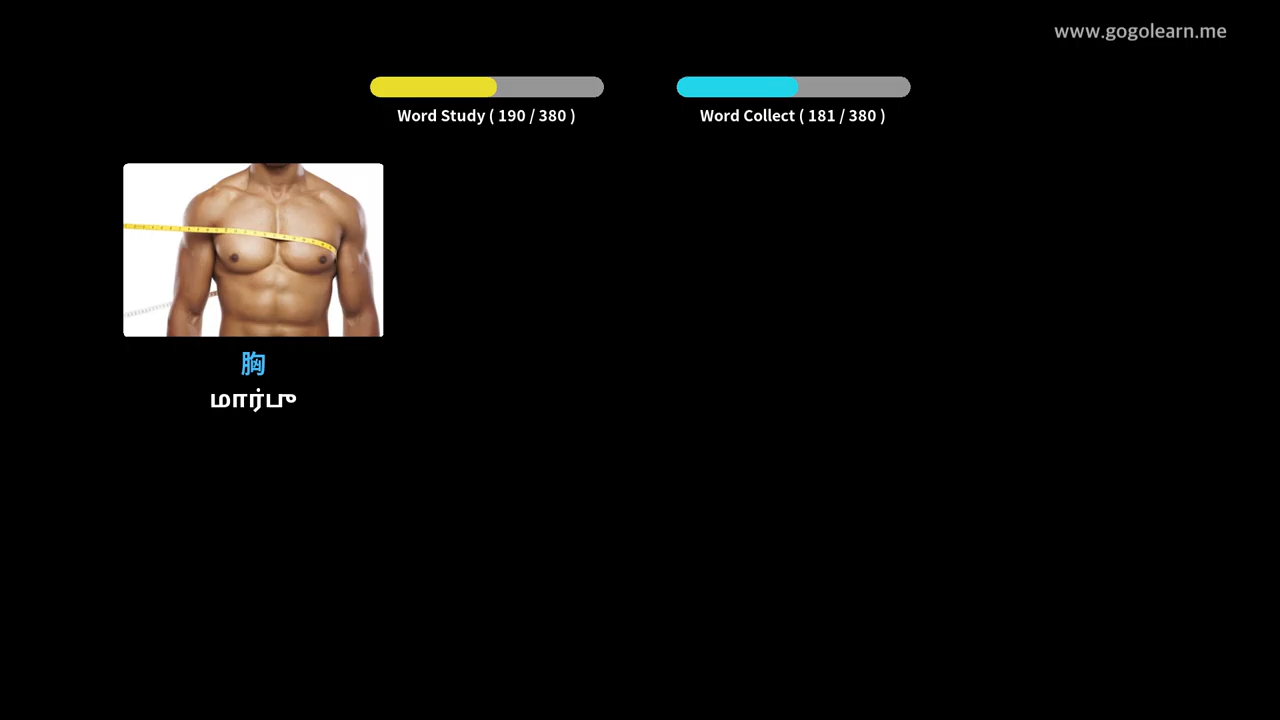 www.gogolearn.me
Word Study ( 190 / 380 )
Word Collect ( 181 / 380 )
胸
மார்பு